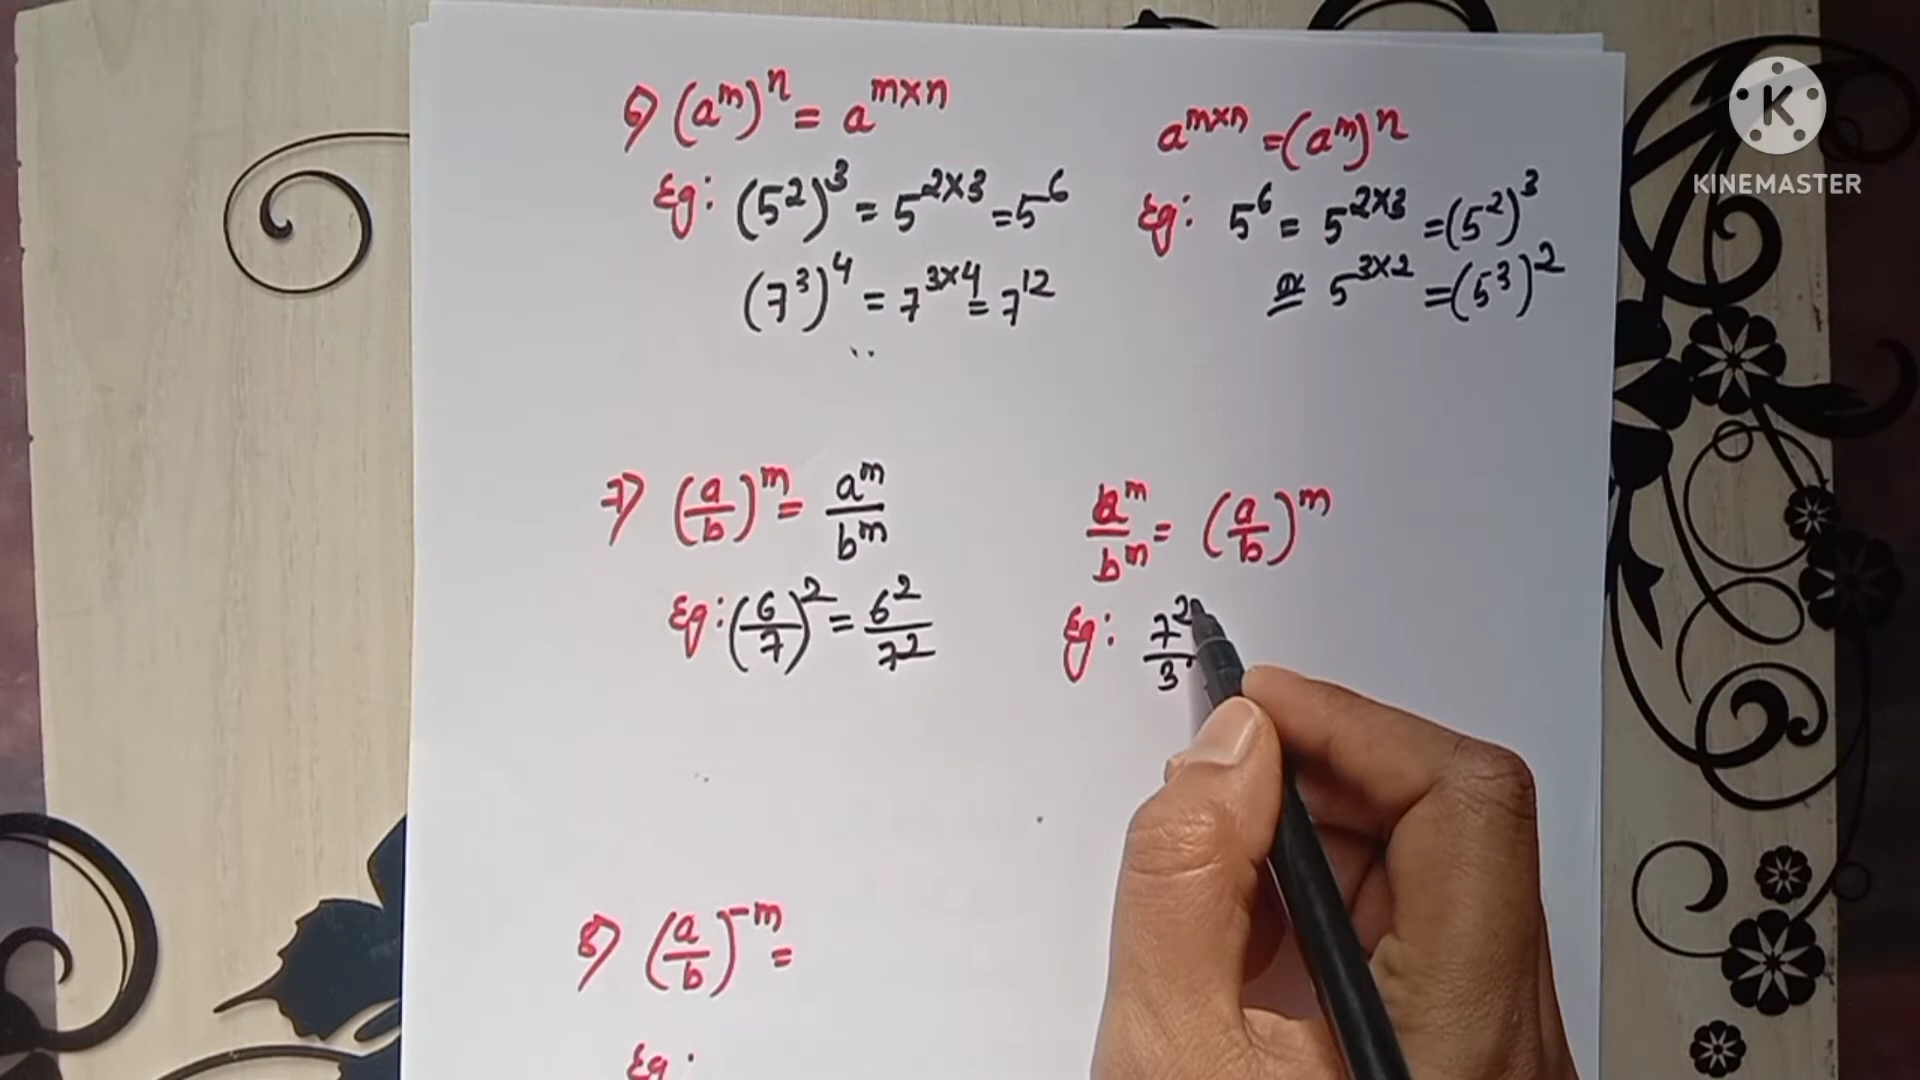 6) (a^m)^n = a^{m×n}
Eg: (5^2)^3 = 5^{2×3} = 5^6
(7^3)^4 = 7^{3×4} = 7^{12}
a^{m×n} = (a^m)^n
Eg: 5^6 = 5^{2×3} = (5^2)^3
or 5^{3×2} = (5^3)^2
7) (a/b)^m = a^m/b^m
Eg: (6/7)^2 = 6^2/7^2
a^m/b^m = (a/b)^m
Eg: 7^2/3
8) (a/b)^{-m} =
Eg:
K
KINEMASTER